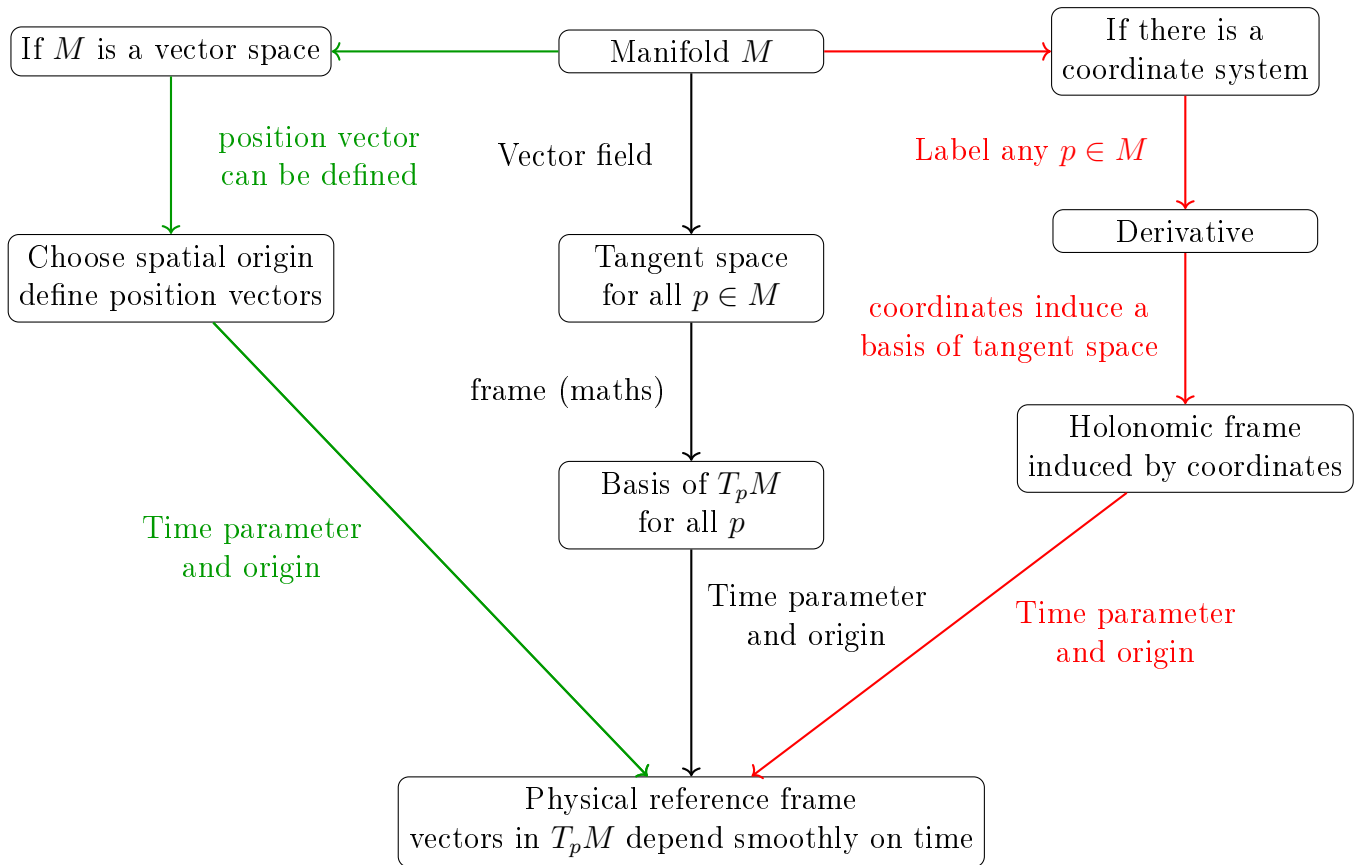 If M is a vector space
Manifold M
If there is a
coordinate system
position vector
can be defined
Vector field
Label any p ∈ M
Choose spatial origin
define position vectors
Tangent space
for all p ∈ M
Derivative
coordinates induce a
basis of tangent space
frame (maths)
Holonomic frame
induced by coordinates
Basis of TₚM
for all p
Time parameter
and origin
Time parameter
and origin
Time parameter
and origin
Physical reference frame
vectors in TₚM depend smoothly on time